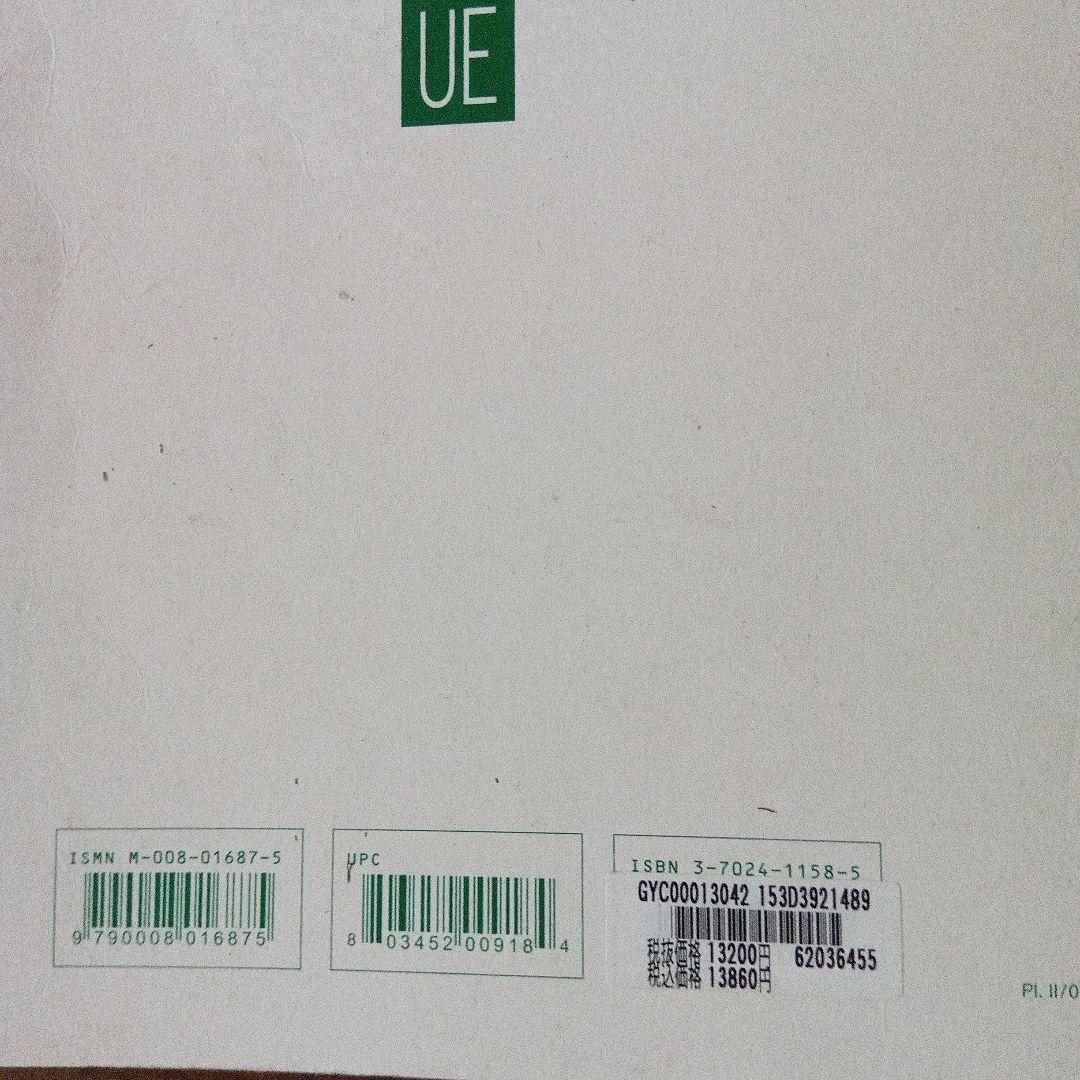 UE
ISMN M-008-01687-5
9 790008 016875
UPC
8 03452 00918 4
ISBN 3-7024-1158-5
GYC00013042 153D3921489
税抜価格 13200円 62036455
税込価格 13860円
Pl. II/0